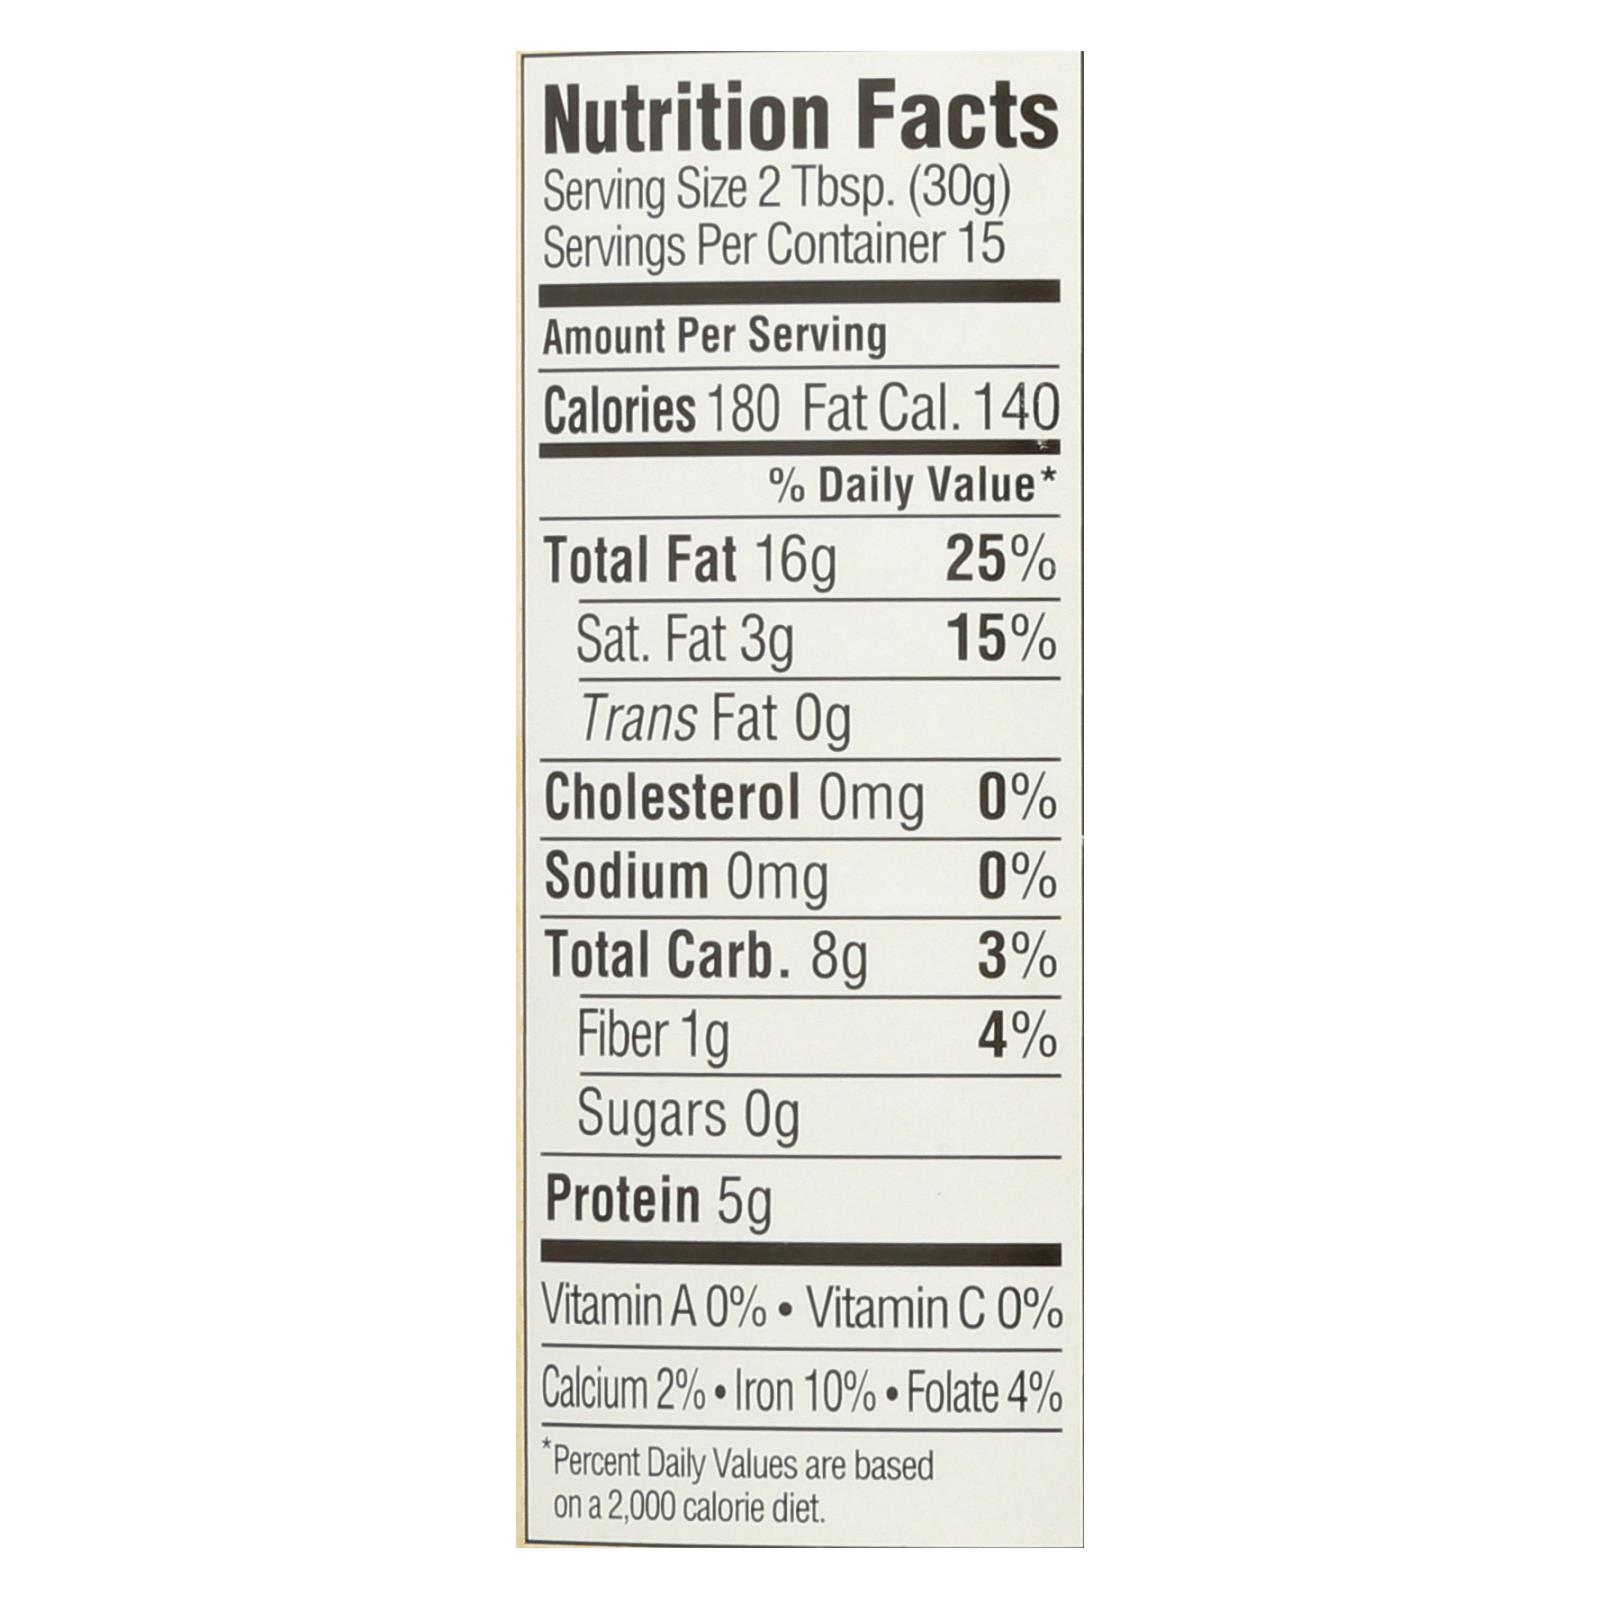 Nutrition Facts
Serving Size 2 Tbsp. (30g)
Servings Per Container 15
Amount Per Serving
Calories 180 Fat Cal. 140
% Daily Value*
Total Fat 16g 25%
Sat. Fat 3g 15%
Trans Fat 0g
Cholesterol 0mg 0%
Sodium 0mg 0%
Total Carb. 8g 3%
Fiber 1g 4%
Sugars 0g
Protein 5g
Vitamin A 0% • Vitamin C 0%
Calcium 2% • Iron 10% • Folate 4%
*Percent Daily Values are based
on a 2,000 calorie diet.